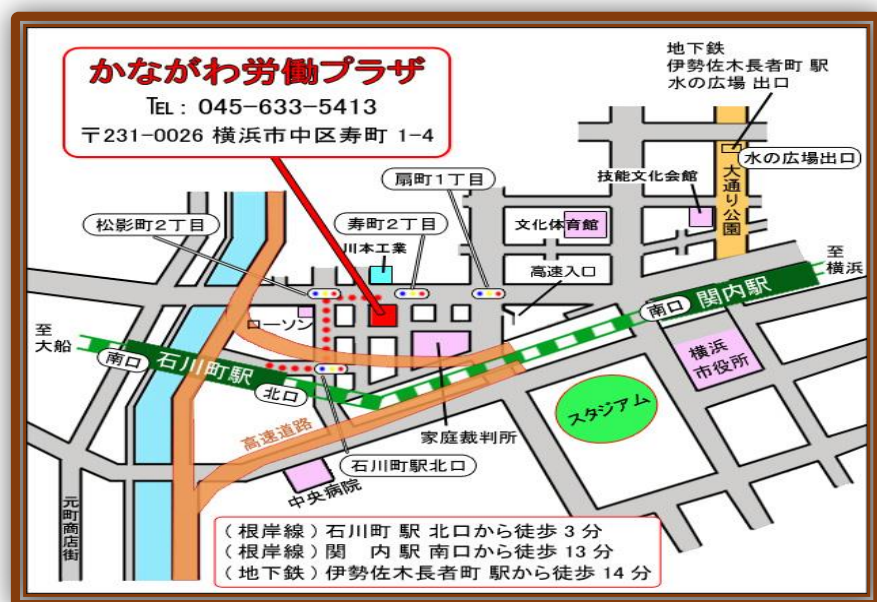 かながわ労働プラザ
TEL : 045-633-5413
〒231-0026 横浜市中区寿町 1-4
地下鉄
伊勢佐木長者町 駅
水の広場 出口
水の広場出口
大通り公園
技能文化会館
扇町1丁目
松影町2丁目
寿町2丁目
文化体育館
川本工業
高速入口
至
横浜
関内駅
南口
ローソン
至
大船
南口
石川町駅
北口
横浜
市役所
スタジアム
高速道路
家庭裁判所
石川町駅北口
中央病院
元町商店街
(根岸線) 石川町 駅 北口から徒歩 3 分
(根岸線) 関 内 駅 南口から徒歩 13 分
(地下鉄) 伊勢佐木長者町 駅から徒歩 14 分